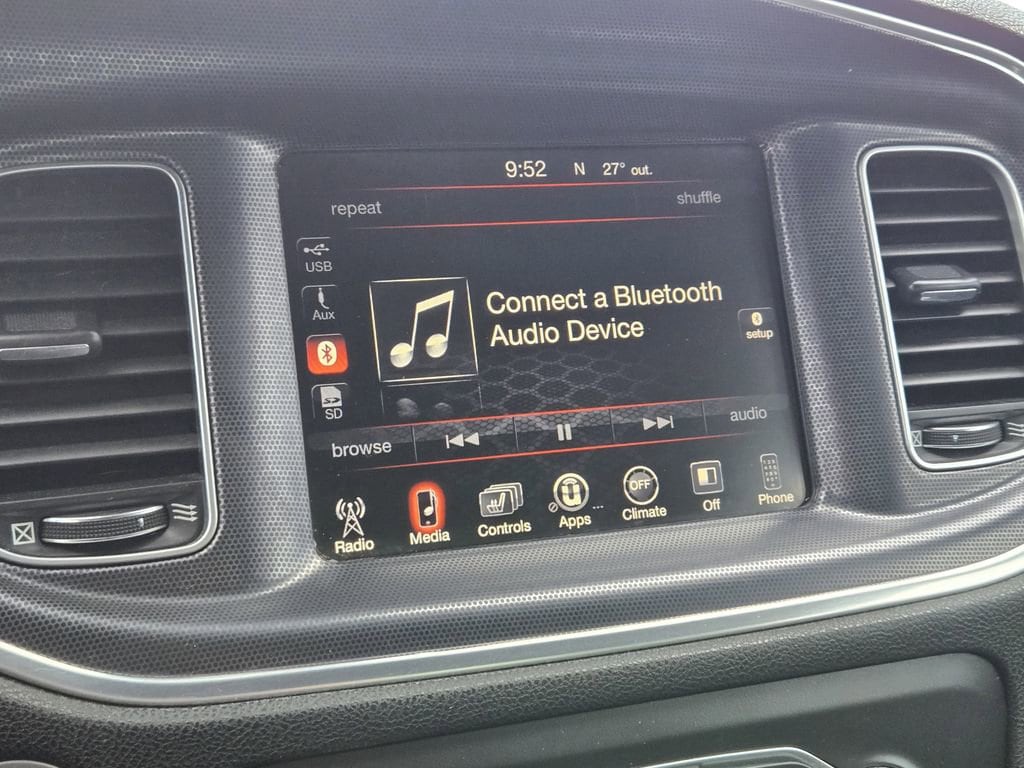 9:52 N 27° out.
repeat shuffle
USB
Aux
Connect a Bluetooth
Audio Device
setup
SD
browse audio
Radio Media Controls Apps ... OFF Climate Off Phone